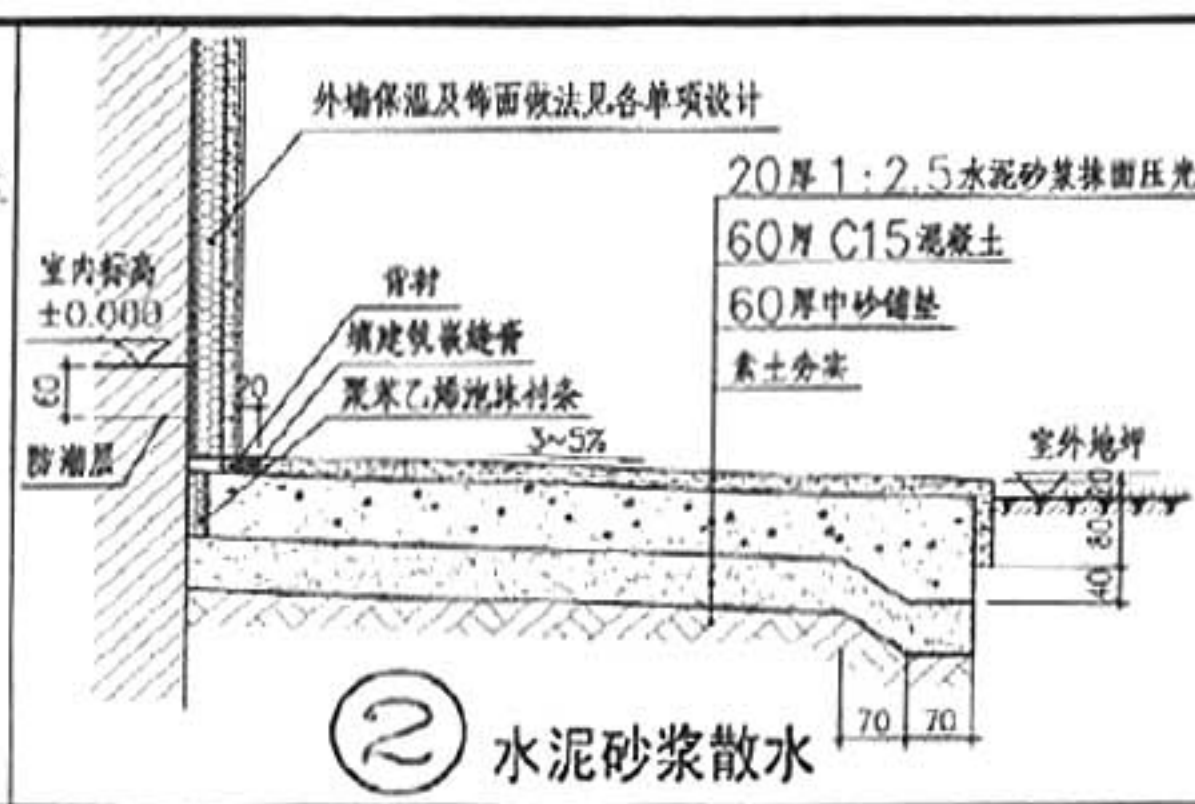 外墙保温及饰面做法见各单项设计
20厚 1:2.5水泥砂浆抹面压光
60厚 C15混凝土
60厚中砂铺垫
素土夯实
室内标高
±0.000
60
防潮层
背衬
填建筑嵌缝膏
聚苯乙烯泡沫衬条
20
3~5%
室外地坪
20
80
40
70
70
② 水泥砂浆散水